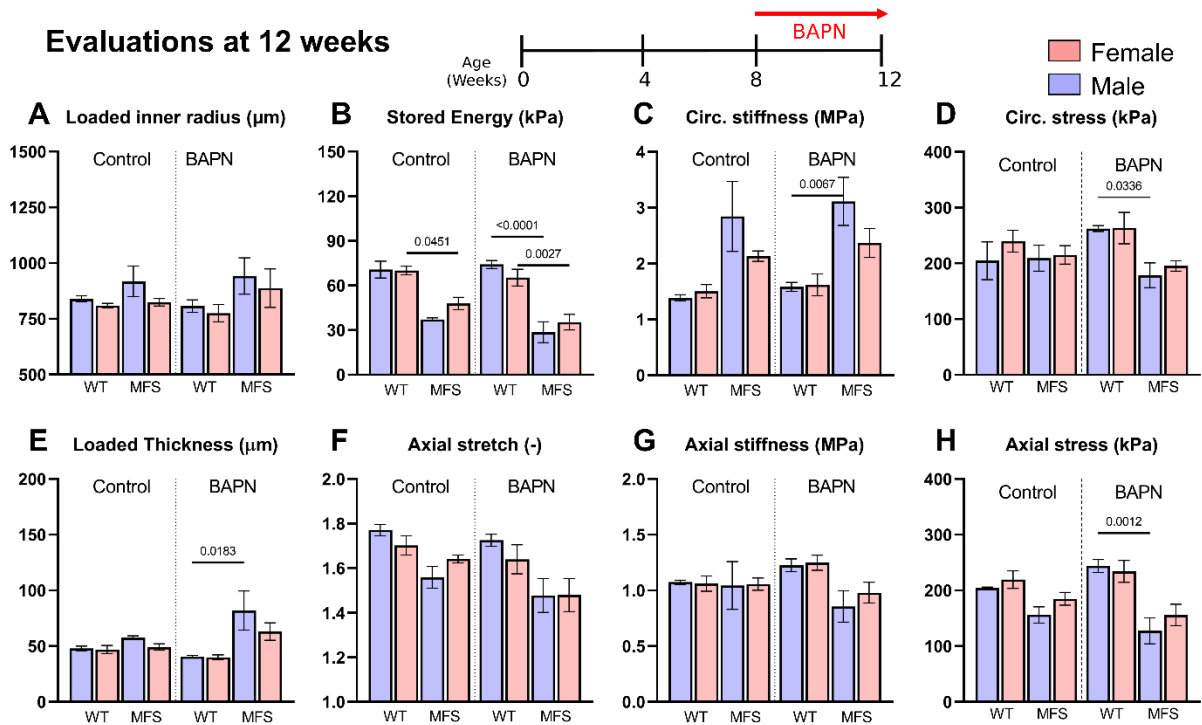 Evaluations at 12 weeks
BAPN
Age
(Weeks)
0 4 8 12
Female
Male
A Loaded inner radius (µm)
1500
1250
1000
750
500
Control BAPN
WT MFS WT MFS
B Stored Energy (kPa)
150
120
90
60
30
0
Control BAPN
0.0451
<0.0001
0.0027
WT MFS WT MFS
C Circ. stiffness (MPa)
4
3
2
1
0
Control BAPN
0.0067
WT MFS WT MFS
D Circ. stress (kPa)
400
300
200
100
0
Control BAPN
0.0336
WT MFS WT MFS
E Loaded Thickness (µm)
200
150
100
50
0
Control BAPN
0.0183
WT MFS WT MFS
F Axial stretch (-)
2.0
1.8
1.6
1.4
1.2
1.0
Control BAPN
WT MFS WT MFS
G Axial stiffness (MPa)
2.0
1.5
1.0
0.5
0.0
Control BAPN
WT MFS WT MFS
H Axial stress (kPa)
400
300
200
100
0
Control BAPN
0.0012
WT MFS WT MFS